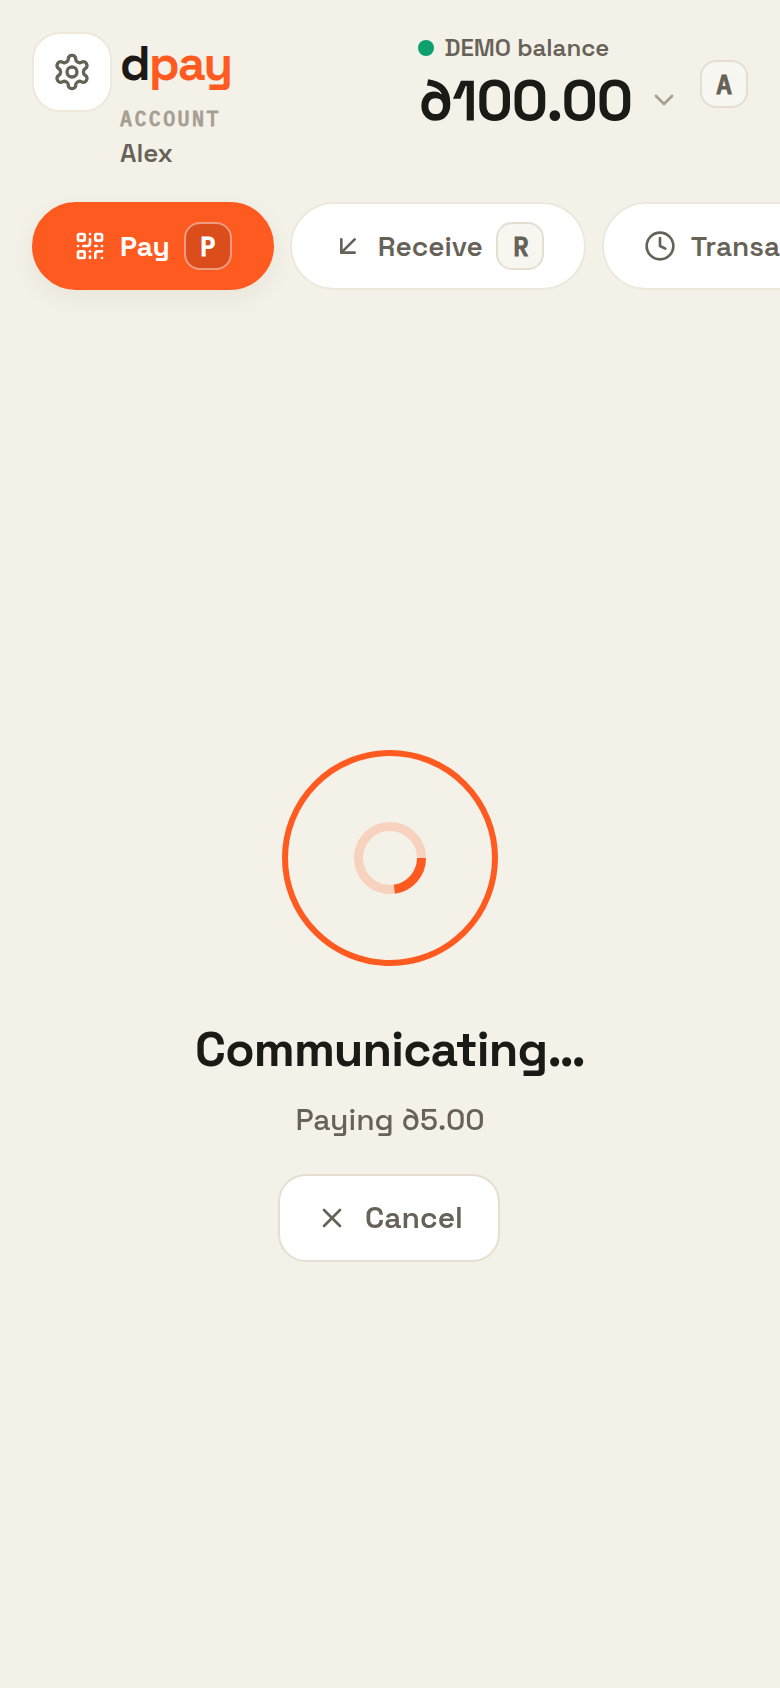 dpay
ACCOUNT
Alex
DEMO balance
∂100.00
A
Pay P
Receive R
Transa
Communicating...
Paying ∂5.00
Cancel